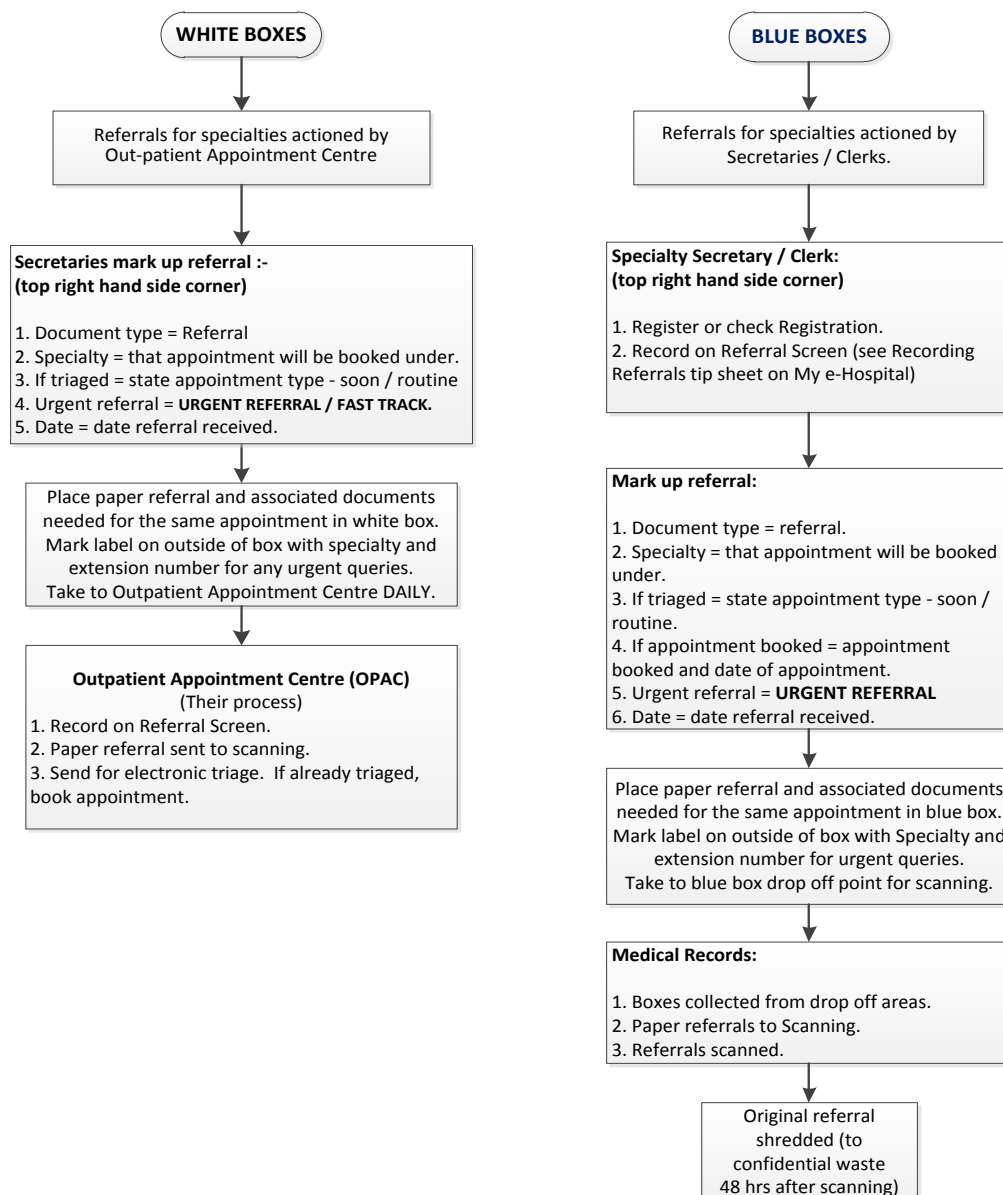 WHITE BOXES
Referrals for specialties actioned by
Out-patient Appointment Centre
Secretaries mark up referral :-
(top right hand side corner)
1. Document type = Referral
2. Specialty = that appointment will be booked under.
3. If triaged = state appointment type - soon / routine
4. Urgent referral = URGENT REFERRAL / FAST TRACK.
5. Date = date referral received.
Place paper referral and associated documents
needed for the same appointment in white box.
Mark label on outside of box with specialty and
extension number for any urgent queries.
Take to Outpatient Appointment Centre DAILY.
Outpatient Appointment Centre (OPAC)
(Their process)
1. Record on Referral Screen.
2. Paper referral sent to scanning.
3. Send for electronic triage. If already triaged,
book appointment.
BLUE BOXES
Referrals for specialties actioned by
Secretaries / Clerks.
Specialty Secretary / Clerk:
(top right hand side corner)
1. Register or check Registration.
2. Record on Referral Screen (see Recording
Referrals tip sheet on My e-Hospital)
Mark up referral:
1. Document type = referral.
2. Specialty = that appointment will be booked
under.
3. If triaged = state appointment type - soon /
routine.
4. If appointment booked = appointment
booked and date of appointment.
5. Urgent referral = URGENT REFERRAL
6. Date = date referral received.
Place paper referral and associated documents
needed for the same appointment in blue box.
Mark label on outside of box with Specialty and
extension number for urgent queries.
Take to blue box drop off point for scanning.
Medical Records:
1. Boxes collected from drop off areas.
2. Paper referrals to Scanning.
3. Referrals scanned.
Original referral
shredded (to
confidential waste
48 hrs after scanning)